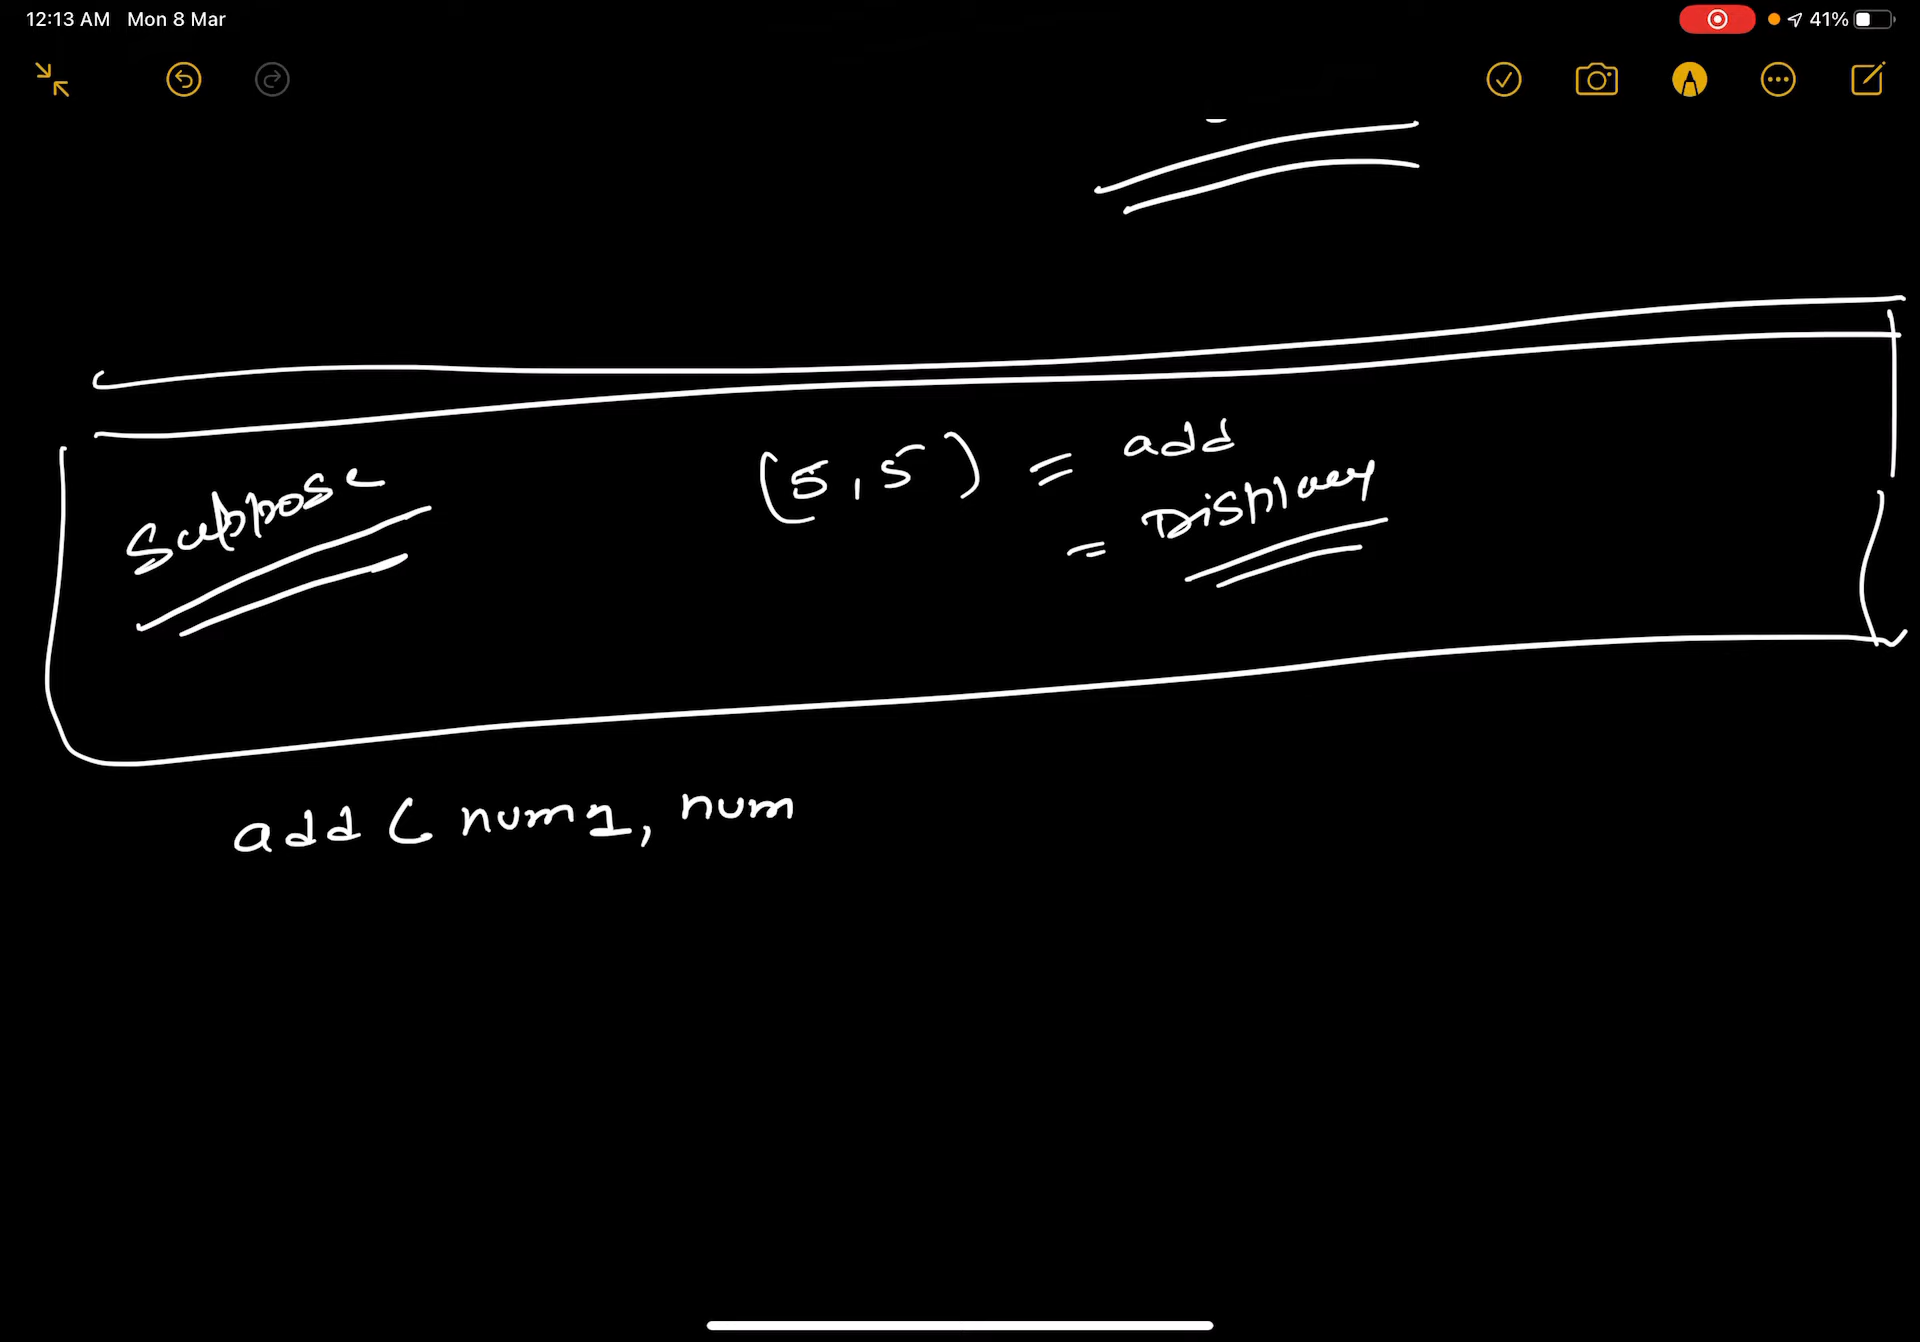 12:13 AM Mon 8 Mar 41%
Suppose (5,5) = add
= Display
add ( num1, num